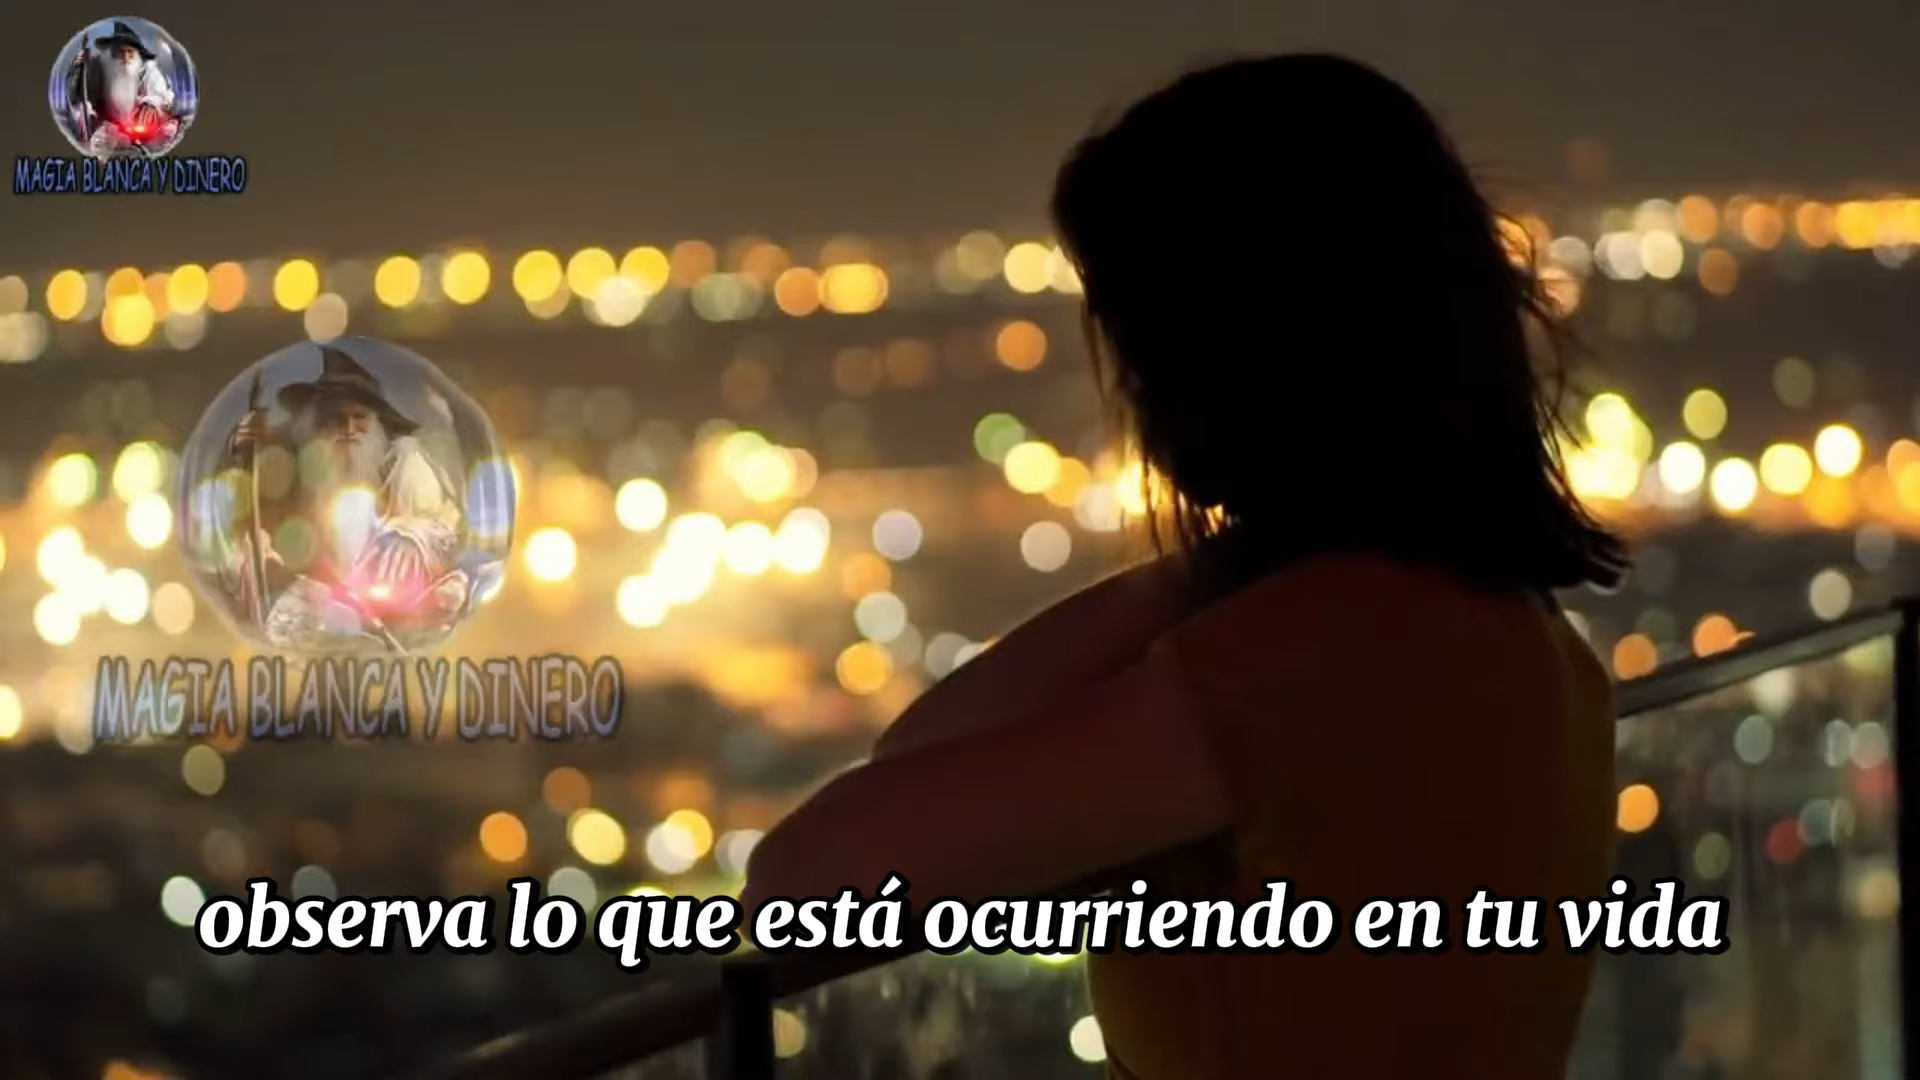 MAGIA BLANCA Y DINERO
MAGIA BLANCA Y DINERO
observa lo que está ocurriendo en tu vida